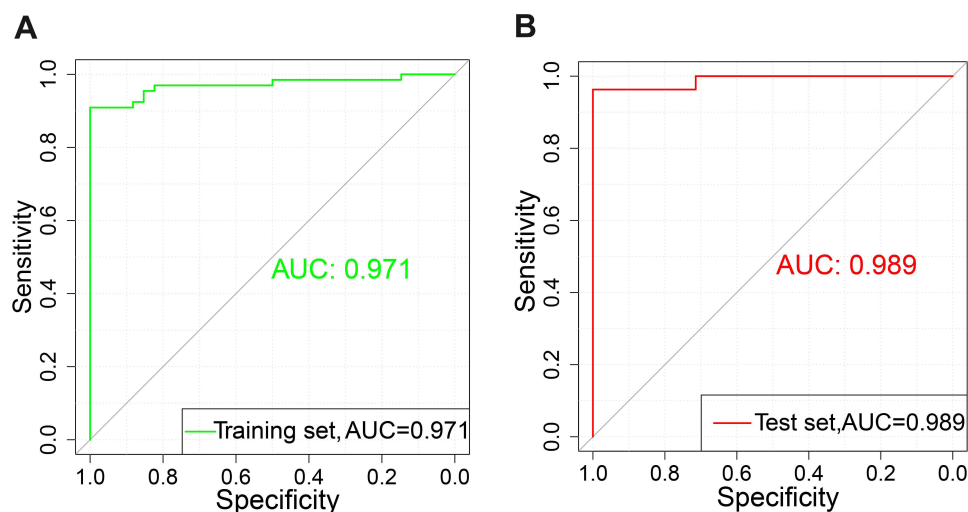 A
1.0
0.8
0.6
0.4
0.2
0.0
Sensitivity
AUC: 0.971
Training set, AUC=0.971
1.0 0.8 0.6 0.4 0.2 0.0
Specificity
B
1.0
0.8
0.6
0.4
0.2
0.0
Sensitivity
AUC: 0.989
Test set,AUC=0.989
1.0 0.8 0.6 0.4 0.2 0.0
Specificity